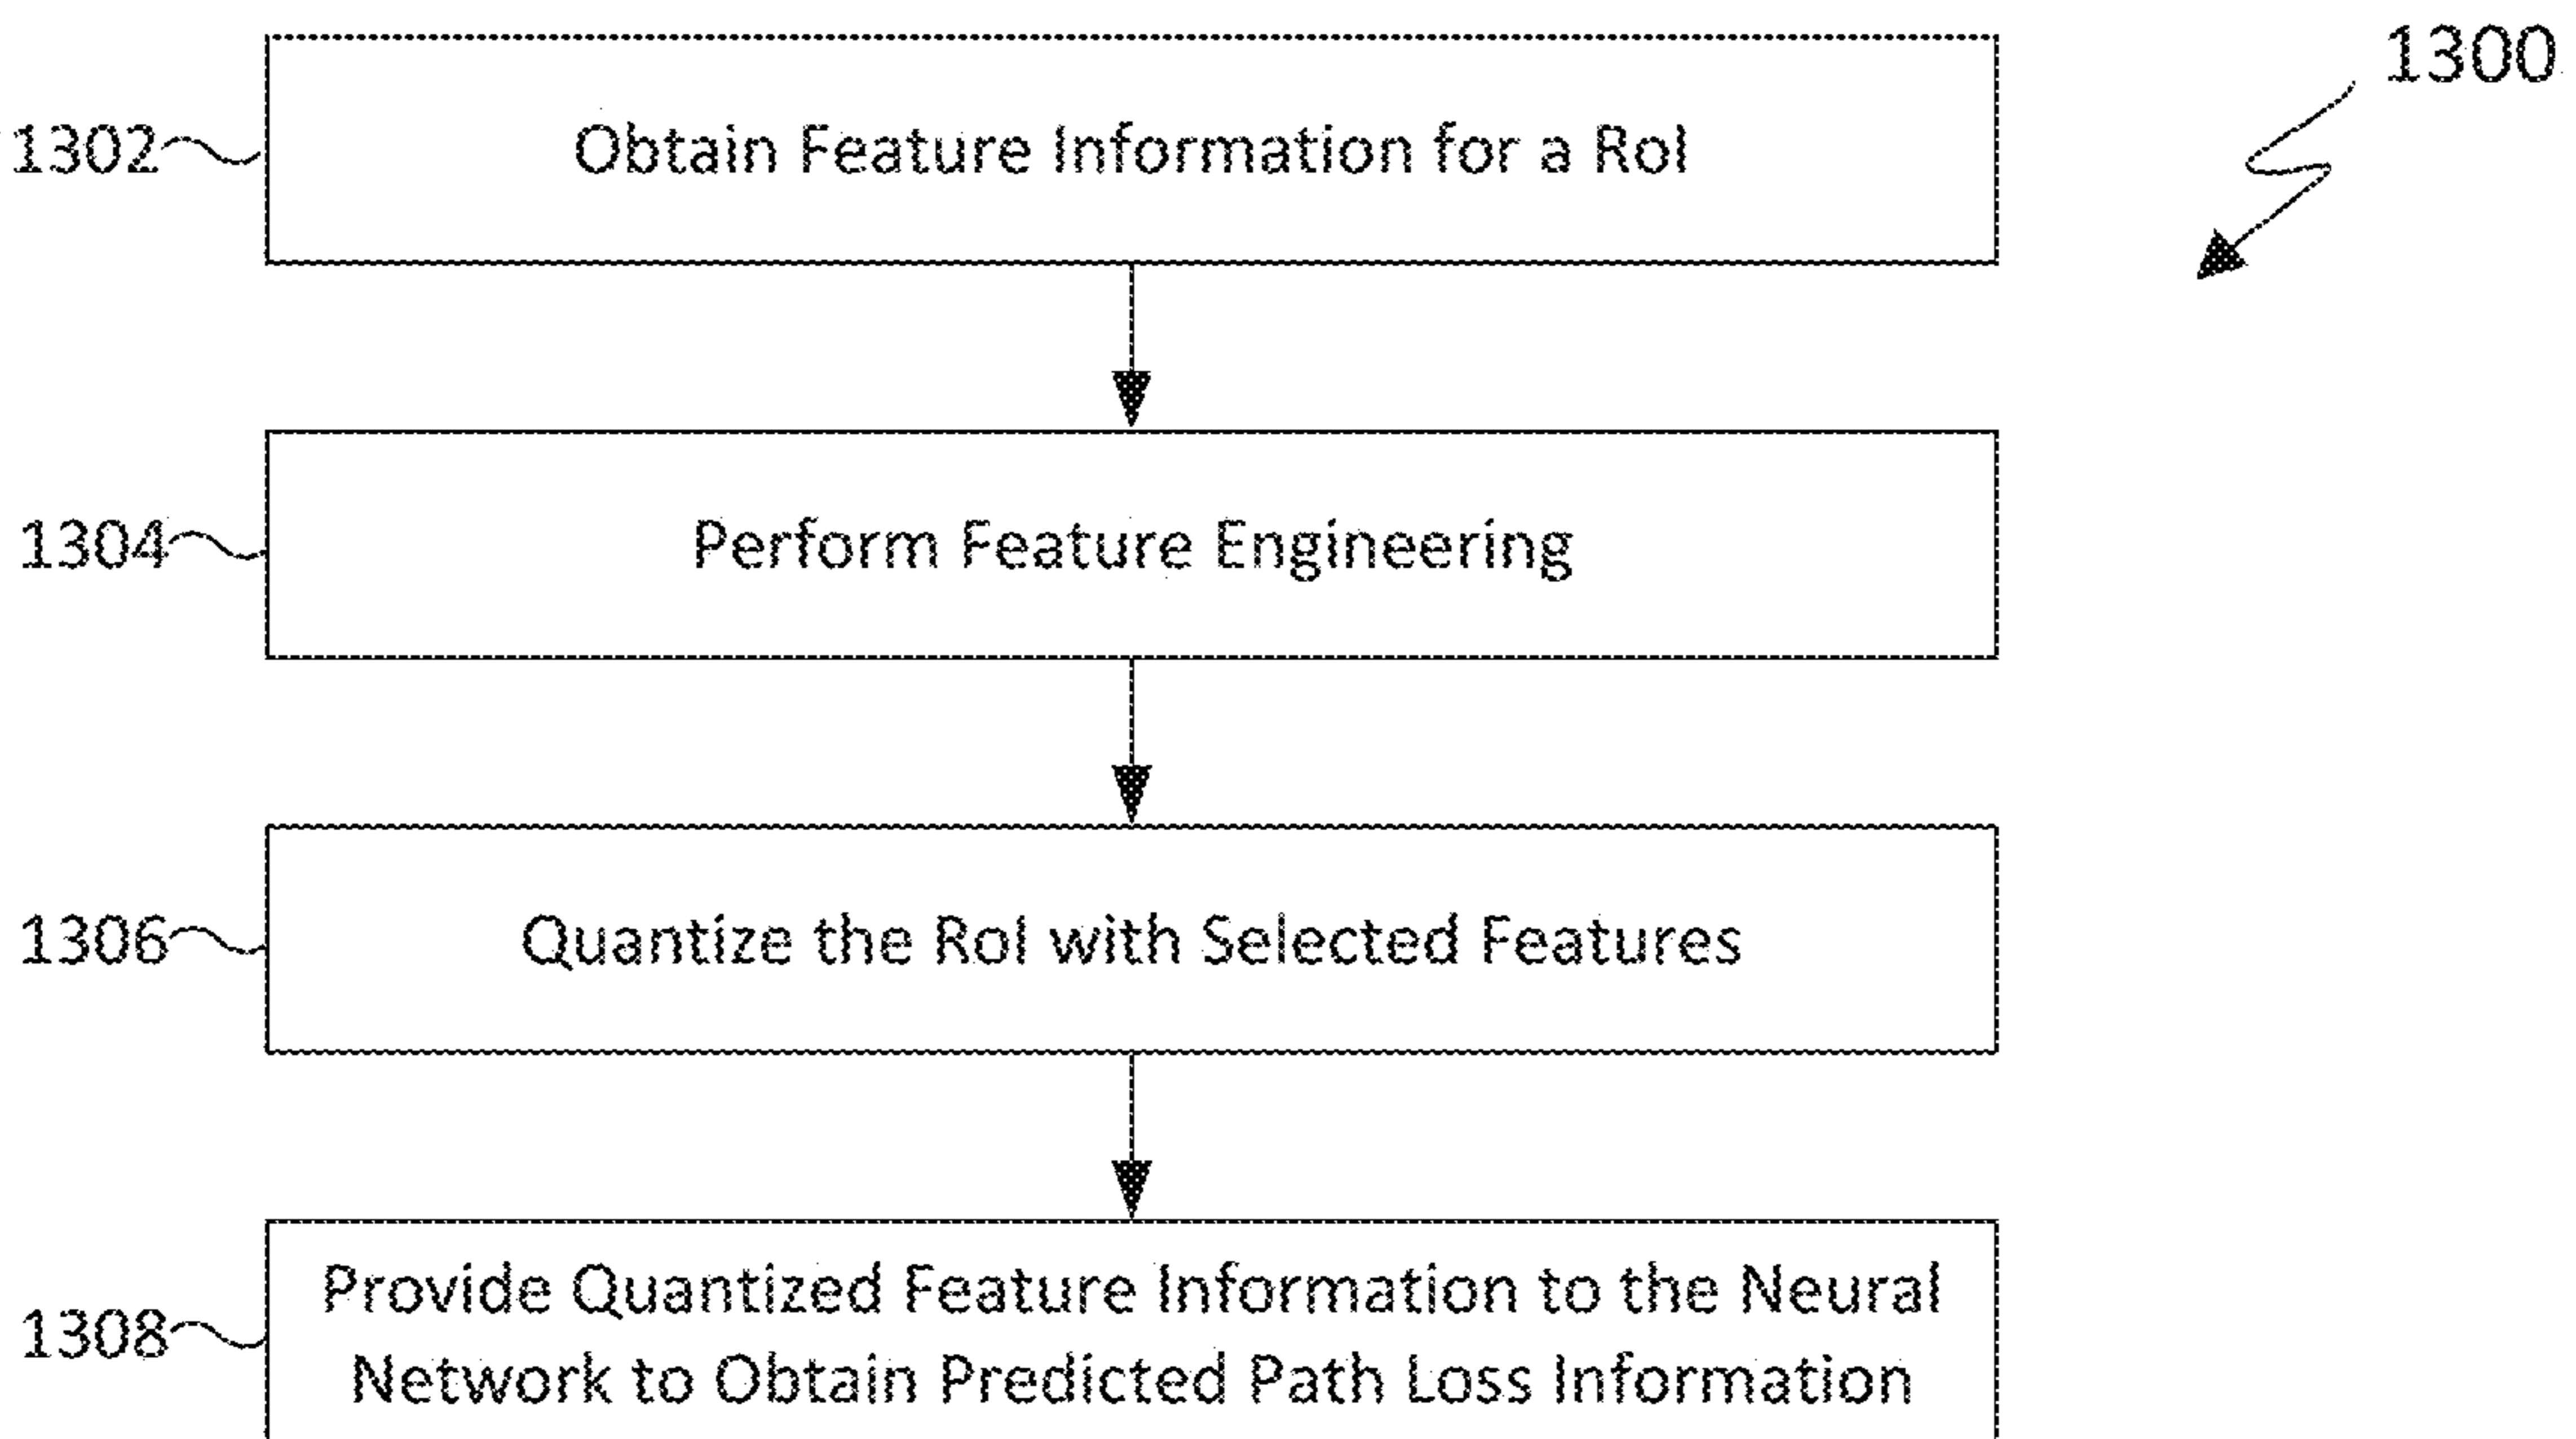 1300
1302
Obtain Feature Information for a RoI
1304
Perform Feature Engineering
1306
Quantize the RoI with Selected Features
1308
Provide Quantized Feature Information to the Neural
Network to Obtain Predicted Path Loss Information